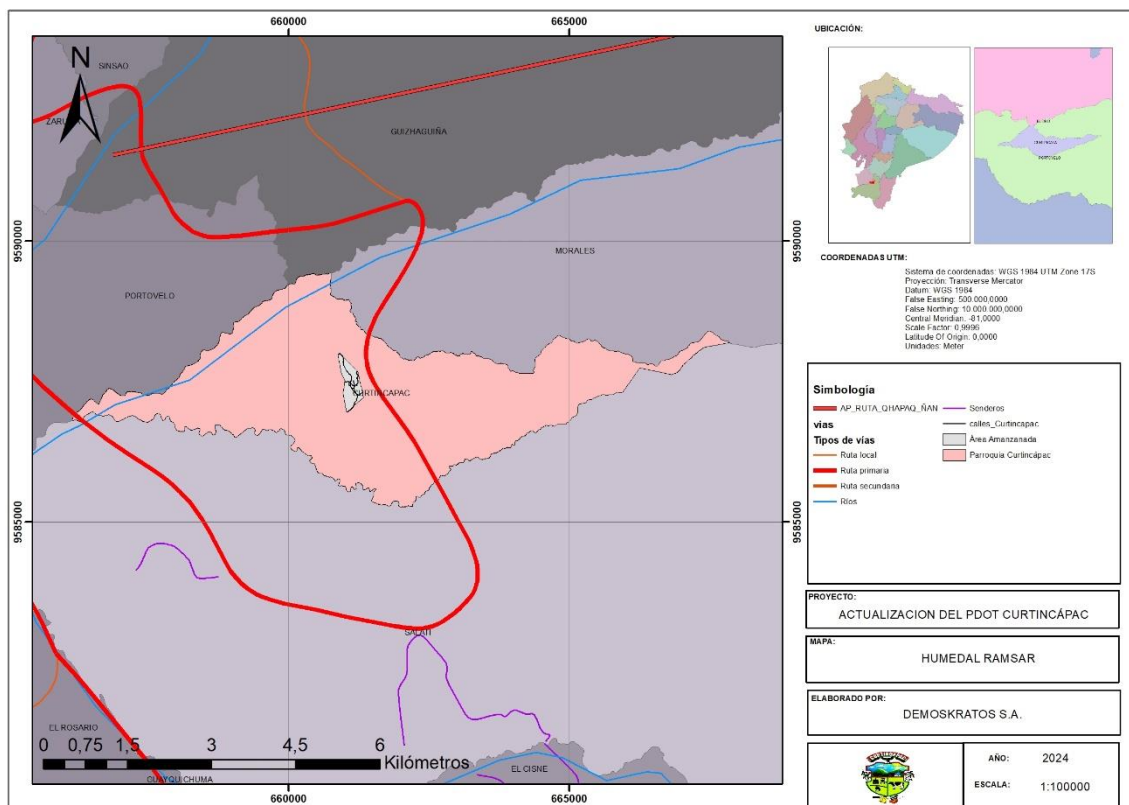 660000
665000
N
SINSAO
GUIZHAGUIÑA
9590000
9590000
MORALES
PORTOVELO
CURTINCAPAC
9585000
9585000
SALATI
EL ROSARIO
0 0,75 1,5 3 4,5 6
Kilómetros
EL CISNE
660000
665000
UBICACIÓN:
PORTOVELO
COORDENADAS UTM:
Sistema de coordenadas: WGS 1984 UTM Zone 17S
Proyección: Transverse Mercator
Datum: WGS 1984
False Easting: 500.000,0000
False Northing: 10.000.000,0000
Central Meridian: -81,0000
Scale Factor: 0,9996
Latitude Of Origin: 0,0000
Unidades: Meter
Simbología
AP_RUTA_QHAPAQ_ÑAN
vias
Tipos de vías
Ruta local
Ruta primaria
Ruta secundaria
Ríos
Senderos
calles_Curtincapac
Área Amanzanada
Parroquia Curtincápac
PROYECTO:
ACTUALIZACION DEL PDOT CURTINCÁPAC
MAPA:
HUMEDAL RAMSAR
ELABORADO POR:
DEMOSKRATOS S.A.
AÑO: 2024
ESCALA: 1:100000